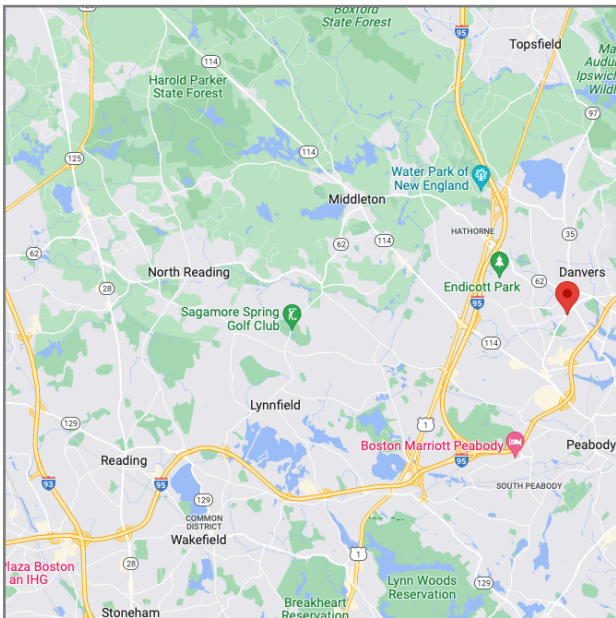 Boxford
State Forest
95
Topsfield
Ma
Audu
Ipswich
Wildl
114
Harold Parker
State Forest
97
114
125
Water Park of
New England
Middleton
HATHORNE
35
62
62
North Reading
62
Danvers
28
Endicott Park
Sagamore Spring
Golf Club
95
114
Lynnfield
129
1
Boston Marriott Peabody
Peabody
Reading
95
93
95
SOUTH PEABODY
129
COMMON
DISTRICT
Wakefield
1
Plaza Boston
an IHG
28
Lynn Woods
Reservation
129
Breakheart
Reservation
Stoneham